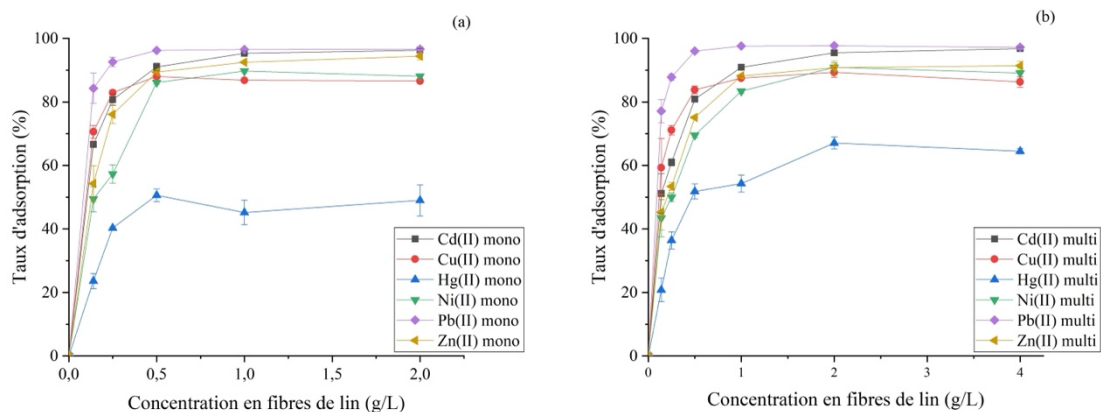 (a)
100
80
60
40
20
0
Taux d'adsorption (%)
Cd(II) mono
Cu(II) mono
Hg(II) mono
Ni(II) mono
Pb(II) mono
Zn(II) mono
0,0
0,5
1,0
1,5
2,0
Concentration en fibres de lin (g/L)
(b)
100
80
60
40
20
0
Taux d'adsorption (%)
Cd(II) multi
Cu(II) multi
Hg(II) multi
Ni(II) multi
Pb(II) multi
Zn(II) multi
0
1
2
3
4
Concentration en fibres de lin (g/L)